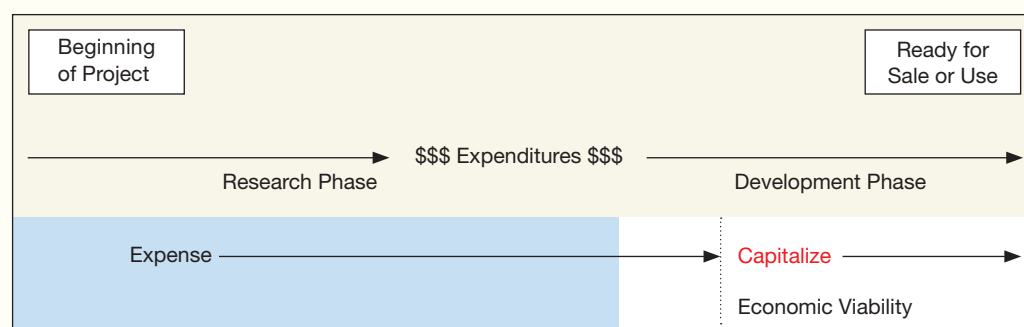 Beginning
of Project
Ready for
Sale or Use
$$$ Expenditures $$$
Research Phase
Development Phase
Expense
Capitalize
Economic Viability